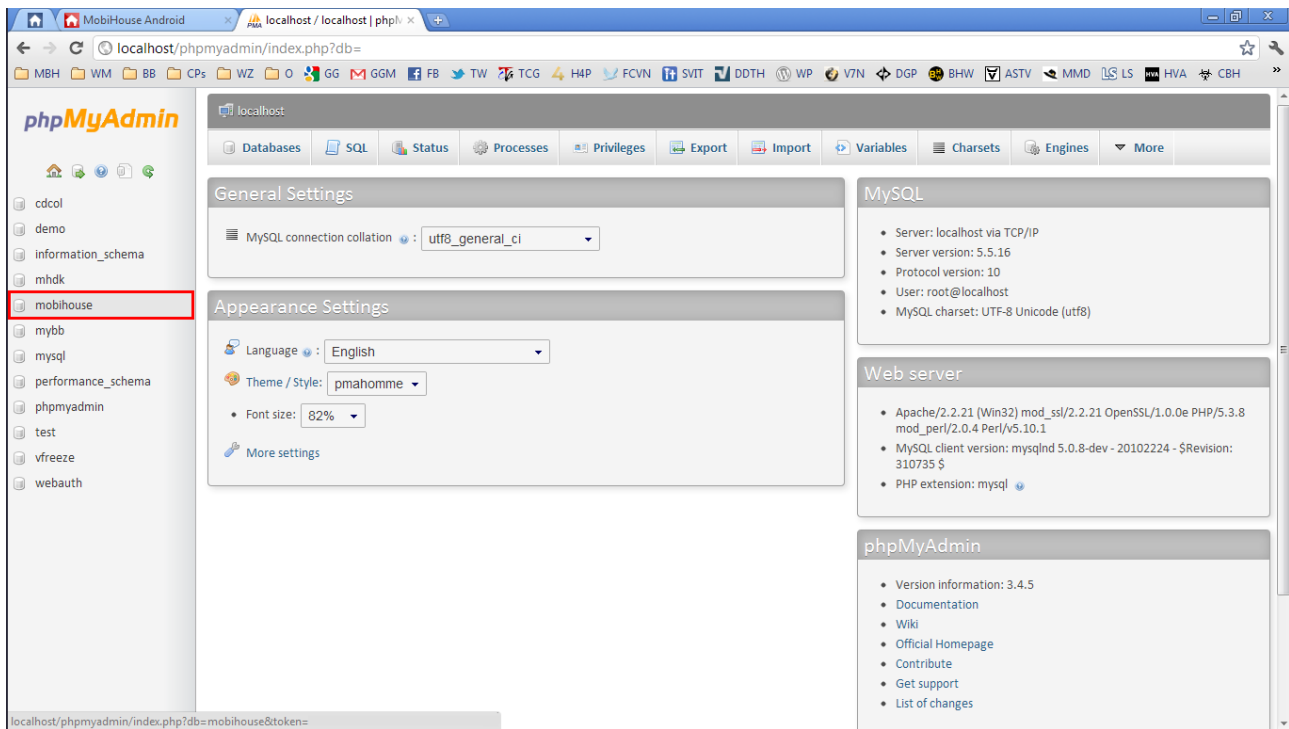 MobiHouse Android
localhost / localhost | phpM
localhost/phpmyadmin/index.php?db=
MBH WM BB CPs WZ O GG GGM FB TW TCG H4P FCVN SVIT DDTH WP V7N DGP BHW ASTV MMD LS HVA CBH »
phpMyAdmin
cdcol
demo
information_schema
mhdk
mobihouse
mybb
mysql
performance_schema
phpmyadmin
test
vfreeze
webauth
localhost
Databases SQL Status Processes Privileges Export Import Variables Charsets Engines More
General Settings
MySQL connection collation : utf8_general_ci
Appearance Settings
Language : English
Theme / Style: pmahomme
Font size: 82%
More settings
MySQL
Server: localhost via TCP/IP
Server version: 5.5.16
Protocol version: 10
User: root@localhost
MySQL charset: UTF-8 Unicode (utf8)
Web server
Apache/2.2.21 (Win32) mod_ssl/2.2.21 OpenSSL/1.0.0e PHP/5.3.8
mod_perl/2.0.4 Perl/v5.10.1
MySQL client version: mysqlnd 5.0.8-dev - 20102224 - $Revision:
310735 $
PHP extension: mysql
phpMyAdmin
Version information: 3.4.5
Documentation
Wiki
Official Homepage
Contribute
Get support
List of changes
localhost/phpmyadmin/index.php?db=mobihouse&token=